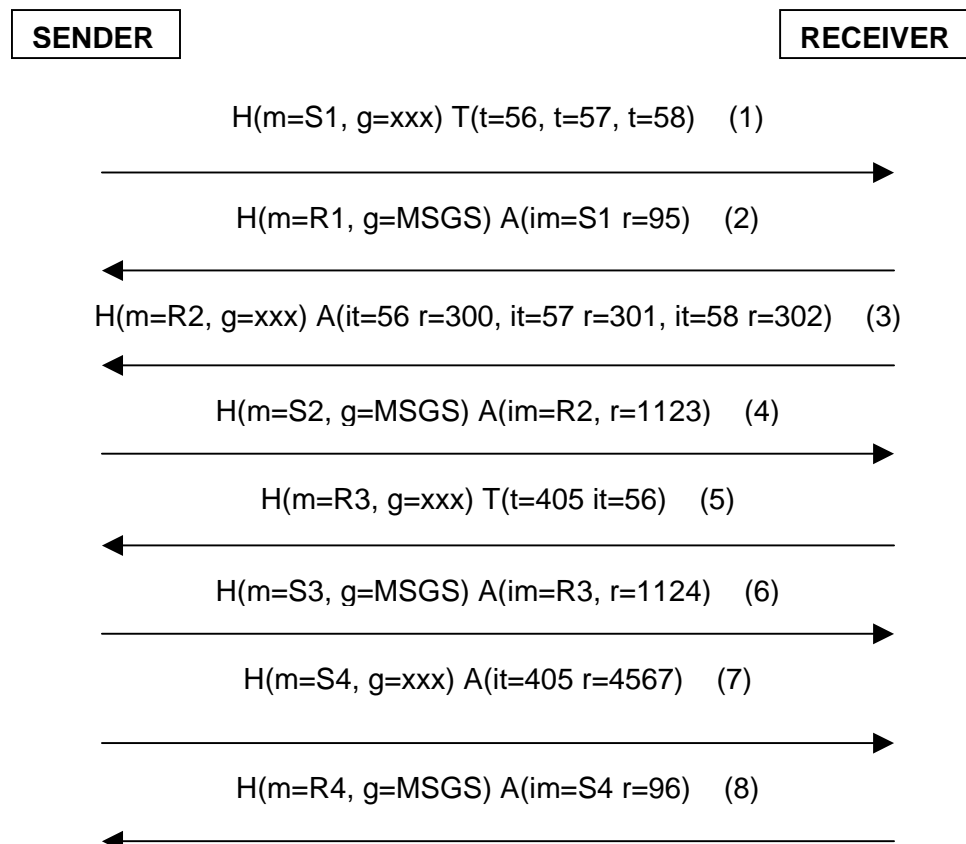 SENDER RECEIVER
H(m=S1, g=xxx) T(t=56, t=57, t=58) (1)
H(m=R1, g=MSGS) A(im=S1 r=95) (2)
H(m=R2, g=xxx) A(it=56 r=300, it=57 r=301, it=58 r=302) (3)
H(m=S2, g=MSGS) A(im=R2, r=1123) (4)
H(m=R3, g=xxx) T(t=405 it=56) (5)
H(m=S3, g=MSGS) A(im=R3, r=1124) (6)
H(m=S4, g=xxx) A(it=405 r=4567) (7)
H(m=R4, g=MSGS) A(im=S4 r=96) (8)